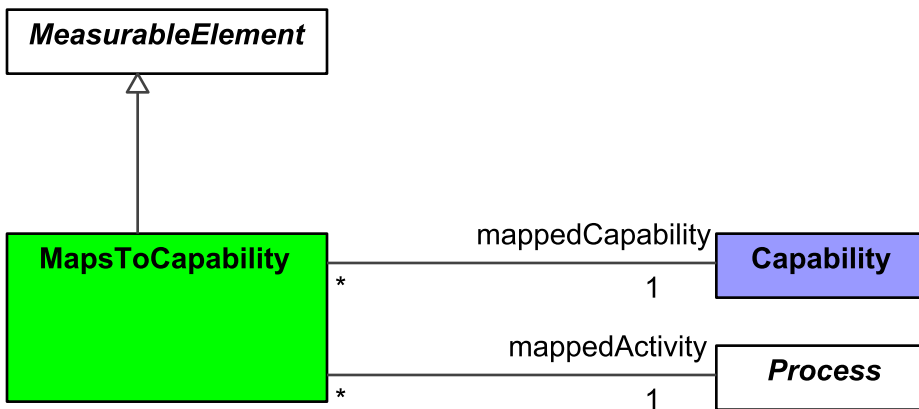 MeasurableElement
mappedCapability
MapsToCapability
Capability
* 1
mappedActivity
Process
* 1